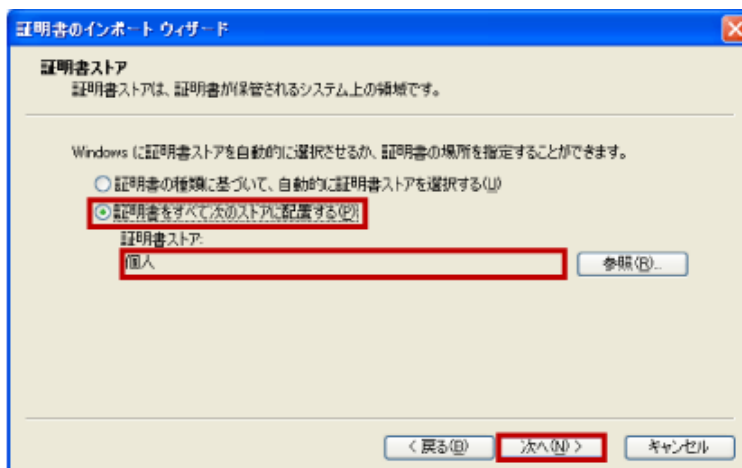 証明書のインポート ウィザード
証明書ストア
証明書ストアは、証明書が保管されるシステム上の領域です。
Windows に証明書ストアを自動的に選択させるか、証明書の場所を指定することができます。
証明書の種類に基づいて、自動的に証明書ストアを選択する(U)
証明書をすべて次のストアに配置する(P)
証明書ストア:
個人
参照(R)...
< 戻る(B)
次へ(N) >
キャンセル